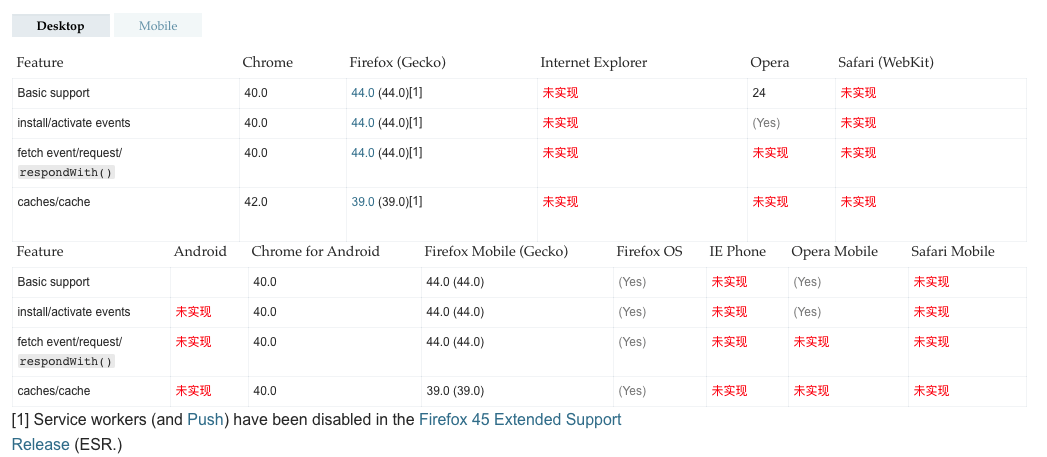 Desktop Mobile
Feature Chrome Firefox (Gecko) Internet Explorer Opera Safari (WebKit)
Basic support 40.0 44.0 (44.0)[1] 未实现 24 未实现
install/activate events 40.0 44.0 (44.0)[1] 未实现 (Yes) 未实现
fetch event/request/ 40.0 44.0 (44.0)[1] 未实现 未实现 未实现
respondWith()
caches/cache 42.0 39.0 (39.0)[1] 未实现 未实现 未实现
Feature Android Chrome for Android Firefox Mobile (Gecko) Firefox OS IE Phone Opera Mobile Safari Mobile
Basic support 40.0 44.0 (44.0) (Yes) 未实现 (Yes) 未实现
install/activate events 未实现 40.0 44.0 (44.0) (Yes) 未实现 (Yes) 未实现
fetch event/request/ 未实现 40.0 44.0 (44.0) (Yes) 未实现 未实现 未实现
respondWith()
caches/cache 未实现 40.0 39.0 (39.0) (Yes) 未实现 未实现 未实现
[1] Service workers (and Push) have been disabled in the Firefox 45 Extended Support
Release (ESR.)